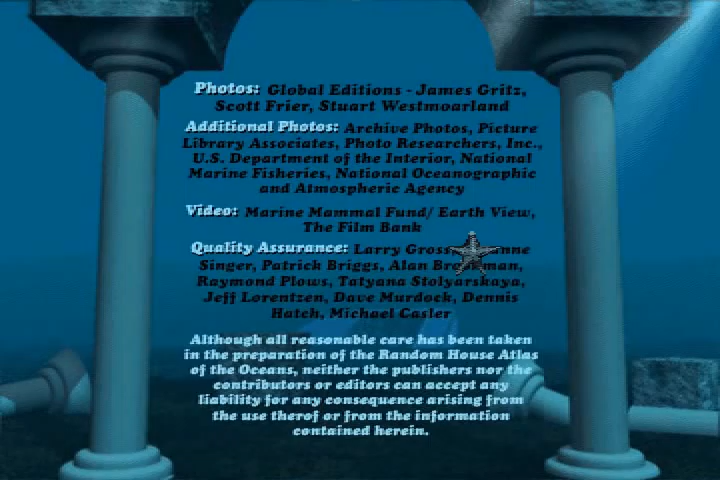 Photos: Global Editions - James Gritz,
Scott Frier, Stuart Westmoarland
Additional Photos: Archive Photos, Picture
Library Associates, Photo Researchers, Inc.,
U.S. Department of the Interior, National
Marine Fisheries, National Oceanographic
and Atmospheric Agency
Video: Marine Mammal Fund/ Earth View,
The Film Bank
Quality Assurance: Larry
Singer, Patrick Briggs, Alan
Raymond Plows, Tatyana Stolyarskaya,
Jeff Lorentzen, Dave Murdock, Dennis
Hatch, Michael Casler
Although all reasonable care has been taken
in the preparation of the Random House Atlas
of the Oceans, neither the publishers nor the
contributors or editors can accept any
liability for any consequence arising from
the use therof or from the information
contained herein.